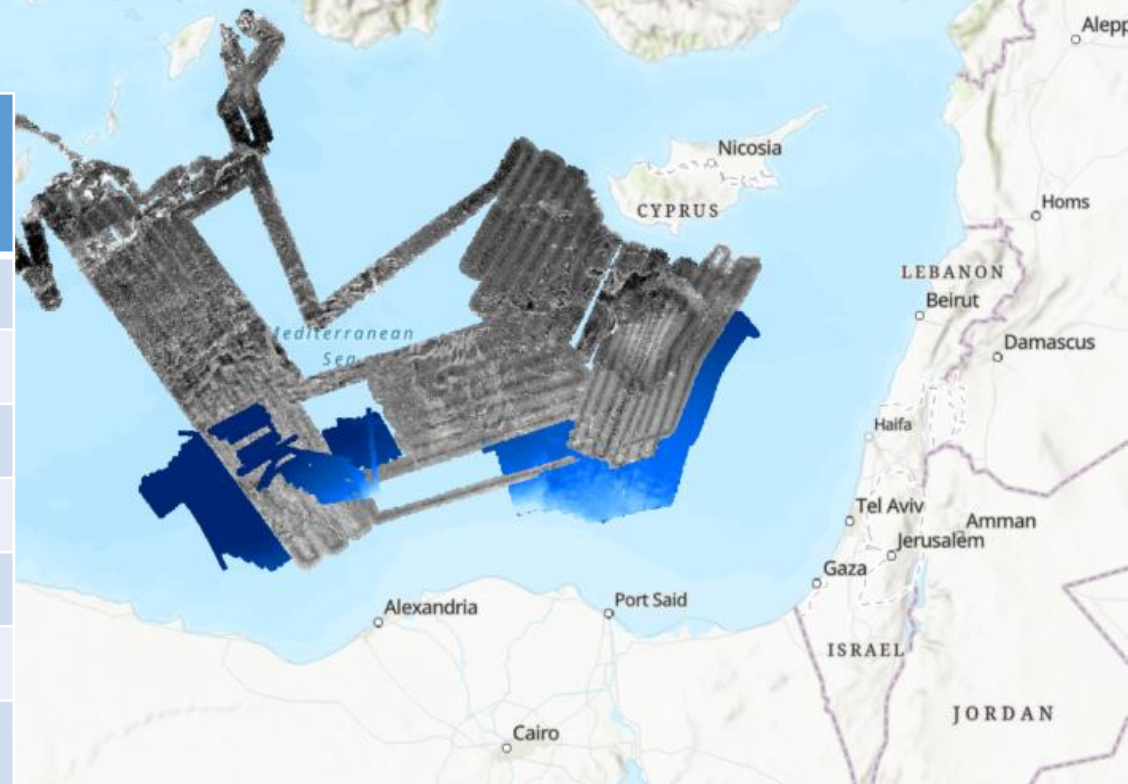 Alepp
Nicosia
CYPRUS
Homs
LEBANON
Beirut
Mediterranean
Sea
Damascus
Haifa
Tel Aviv
Amman
Jerusalem
Gaza
Alexandria
Port Said
ISRAEL
JORDAN
Cairo